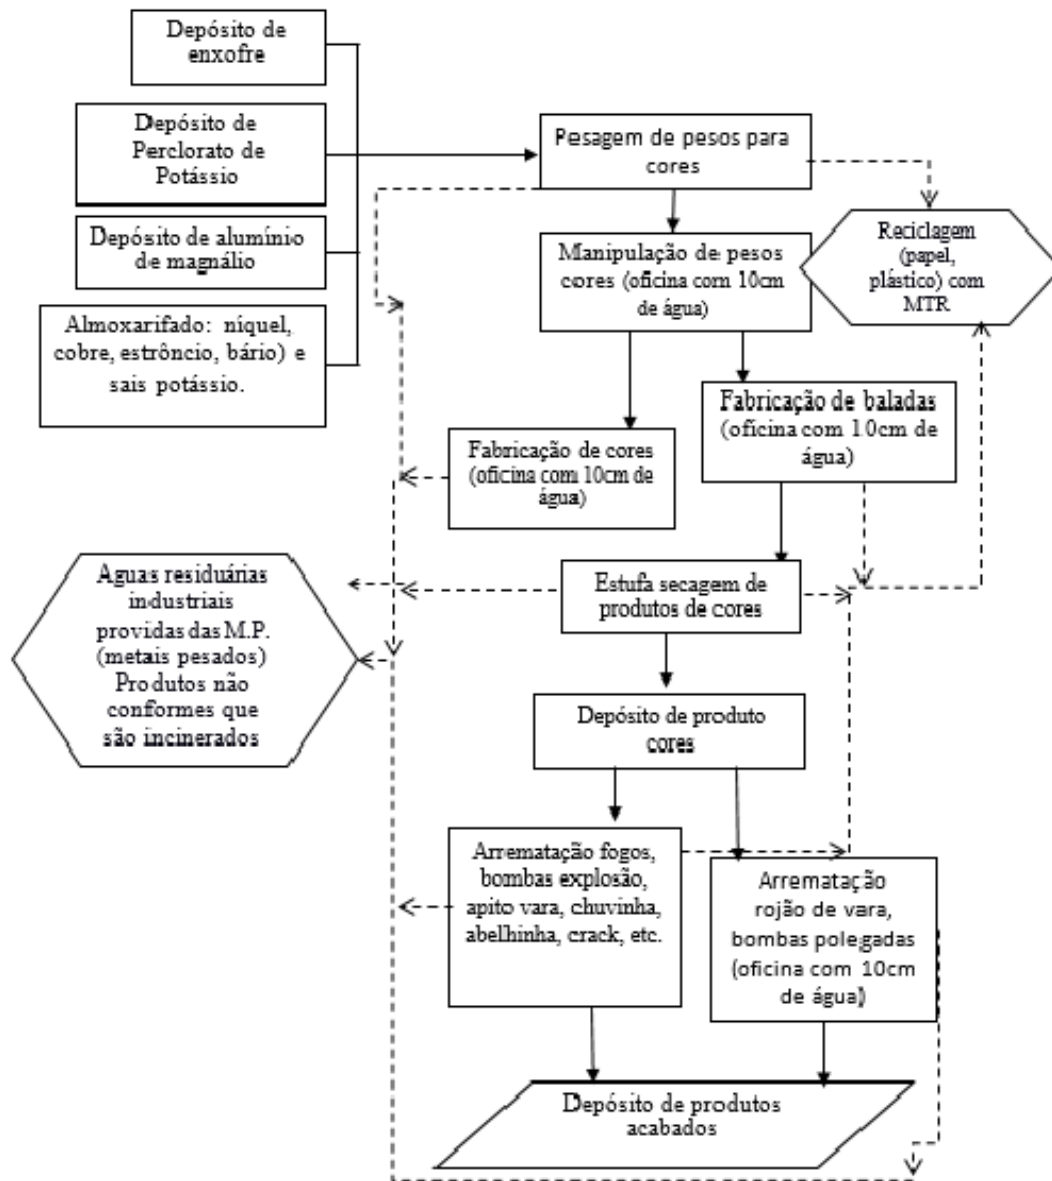 Depósito de
enxofre
Depósito de
Perclorato de
Potássio
Depósito de alumínio
de magnálio
Almoxarifado: níquel,
cobre, estrôncio, bário) e
sais potássio.
Pesagem de pesos para
cores
Manipulação de pesos
cores (oficina com 10cm
de água)
Reciclagem
(papel,
plástico) com
MTR
Fabricação de baladas
(oficina com 10cm de
água)
Fabricação de cores
(oficina com 10cm de
água)
Aguas residuárias
industriais
providas das M.P.
(metais pesados)
Produtos não
conformes que
são incinerados
Estufa secagem de
produtos de cores
Depósito de produto
cores
Arrematação fogos,
bombas explosão,
apito vara, chuvinha,
abelhinha, crack, etc.
Arrematação
rojão de vara,
bombas polegadas
(oficina com 10cm
de água)
Depósito de produtos
acabados